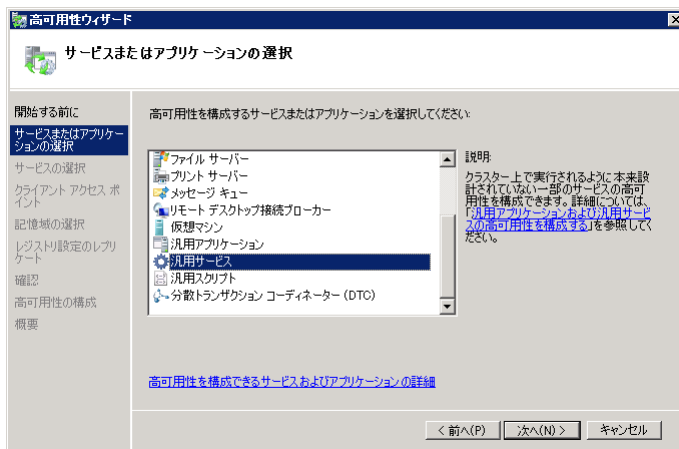 高可用性ウィザード
サービスまたはアプリケーションの選択
開始する前に
サービスまたはアプリケー
ションの選択
サービスの選択
クライアント アクセス ポ
イント
記憶域の選択
レジストリ設定のレプリ
ケート
確認
高可用性の構成
概要
高可用性を構成するサービスまたはアプリケーションを選択してください:
ファイル サーバー
プリント サーバー
メッセージ キュー
リモート デスクトップ接続ブローカー
仮想マシン
汎用アプリケーション
汎用サービス
汎用スクリプト
分散トランザクション コーディネーター (DTC)
説明:
クラスター上で実行されるように本来設
計されていない一部のサービスの高可
用性を構成できます。詳細については、
「汎用アプリケーションおよび汎用サービ
スの高可用性を構成する」を参照してく
ださい。
高可用性を構成できるサービスおよびアプリケーションの詳細
< 前へ(P)
次へ(N) >
キャンセル